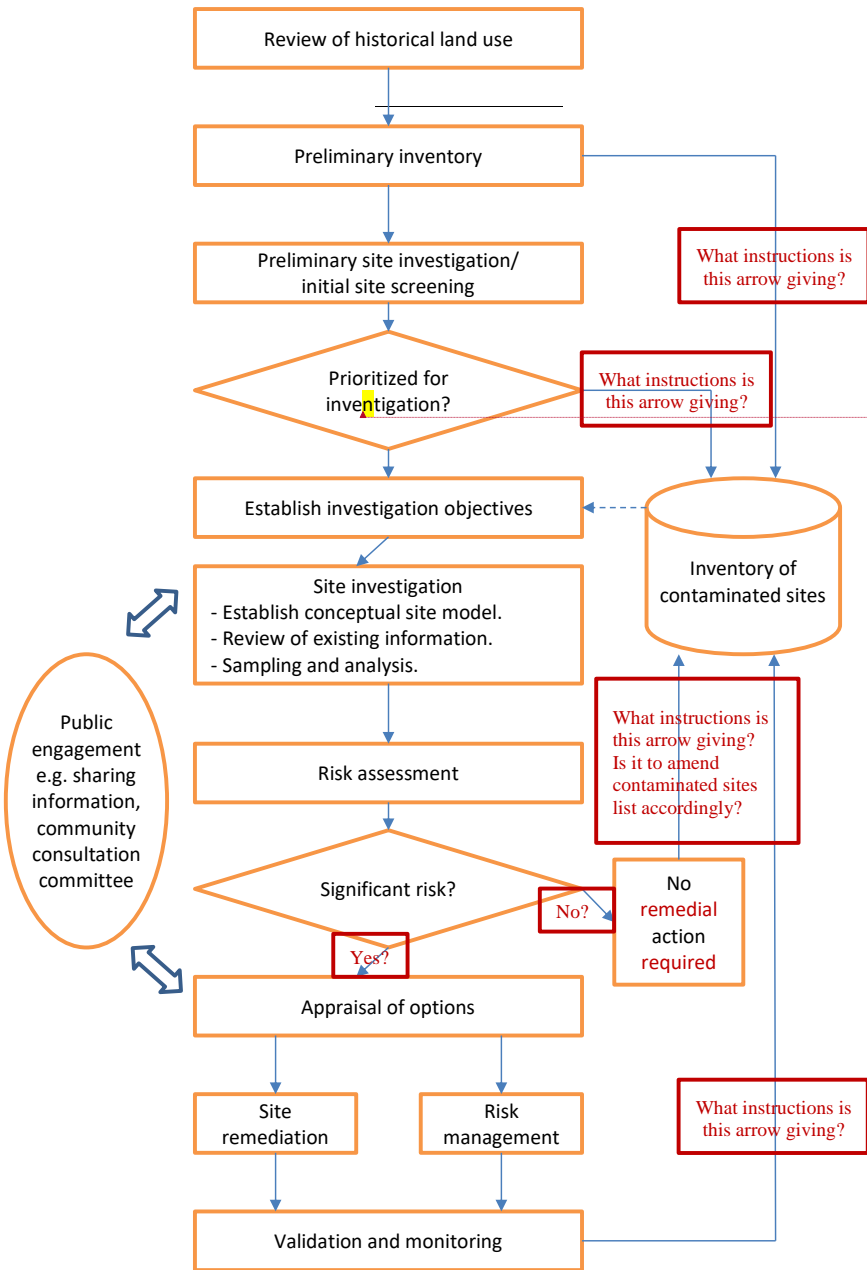 Review of historical land use
Preliminary inventory
What instructions is
this arrow giving?
Preliminary site investigation/
initial site screening
Prioritized for
inventigation?
What instructions is
this arrow giving?
Establish investigation objectives
Inventory of
contaminated sites
Site investigation
- Establish conceptual site model.
- Review of existing information.
- Sampling and analysis.
Public
engagement
e.g. sharing
information,
community
consultation
committee
What instructions is
this arrow giving?
Is it to amend
contaminated sites
list accordingly?
Risk assessment
Significant risk?
No?
No
remedial
action
required
Yes?
Appraisal of options
Site
remediation
Risk
management
What instructions is
this arrow giving?
Validation and monitoring